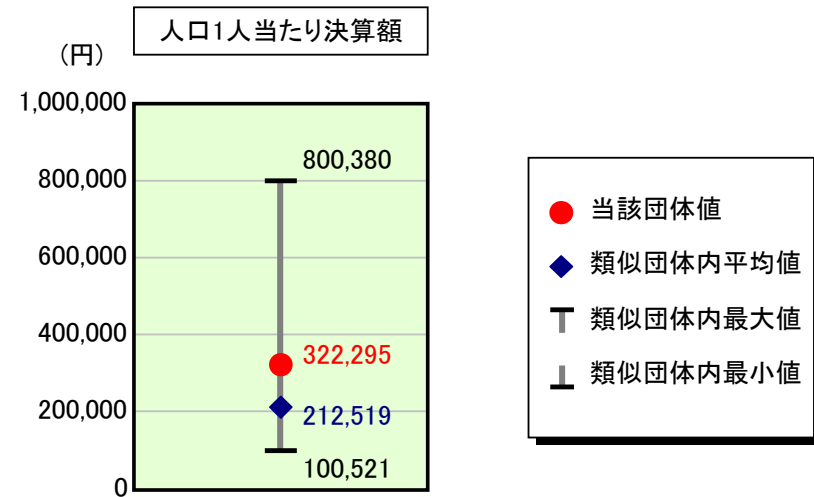 人口1人当たり決算額
（円）
1,000,000
800,000
600,000
400,000
200,000
0
800,380
322,295
212,519
100,521
当該団体値
類似団体内平均値
類似団体内最大値
類似団体内最小値